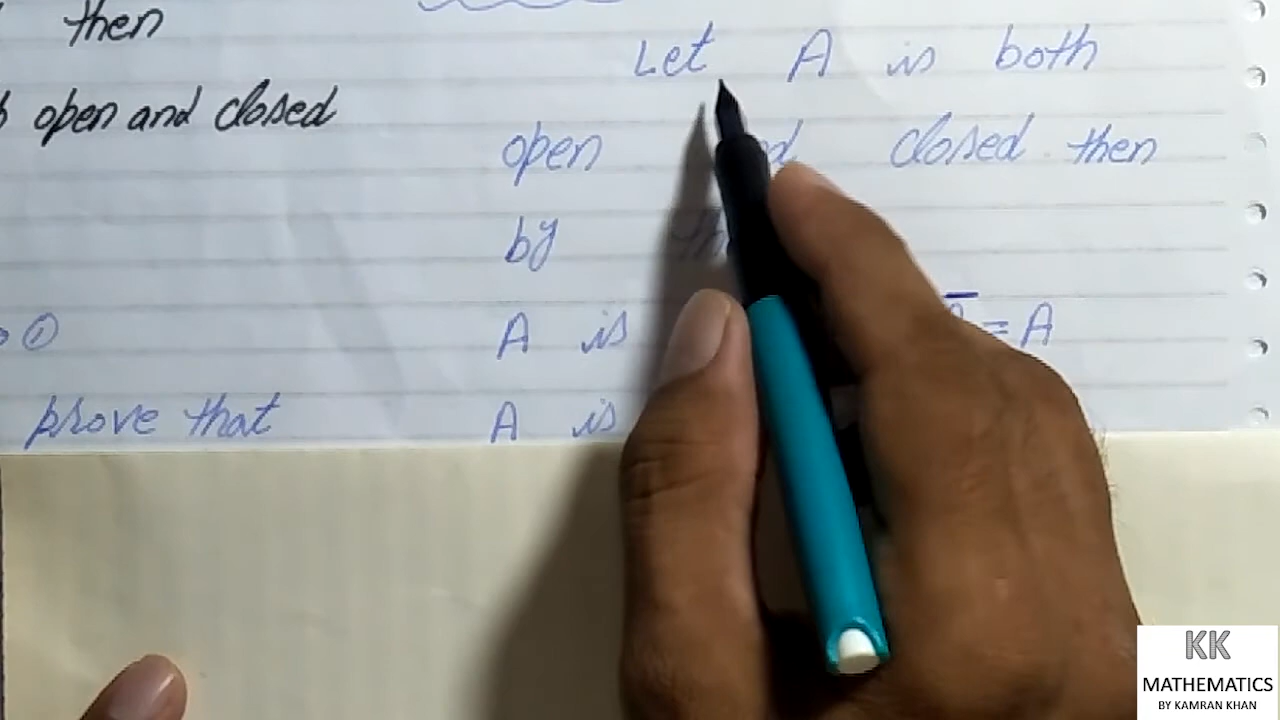 then
open and closed
①
prove that
Let A is both
open closed then
by
A is = A
A is
KK
MATHEMATICS
BY KAMRAN KHAN